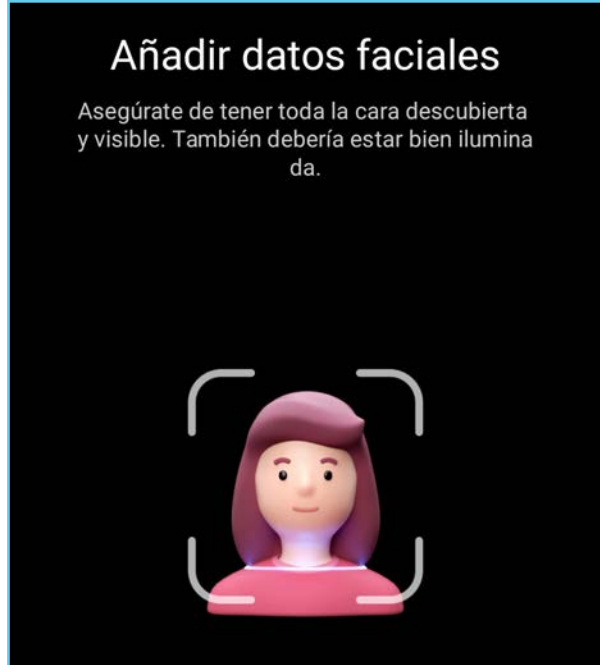 Añadir datos faciales
Asegúrate de tener toda la cara descubierta
y visible. También debería estar bien ilumina
da.